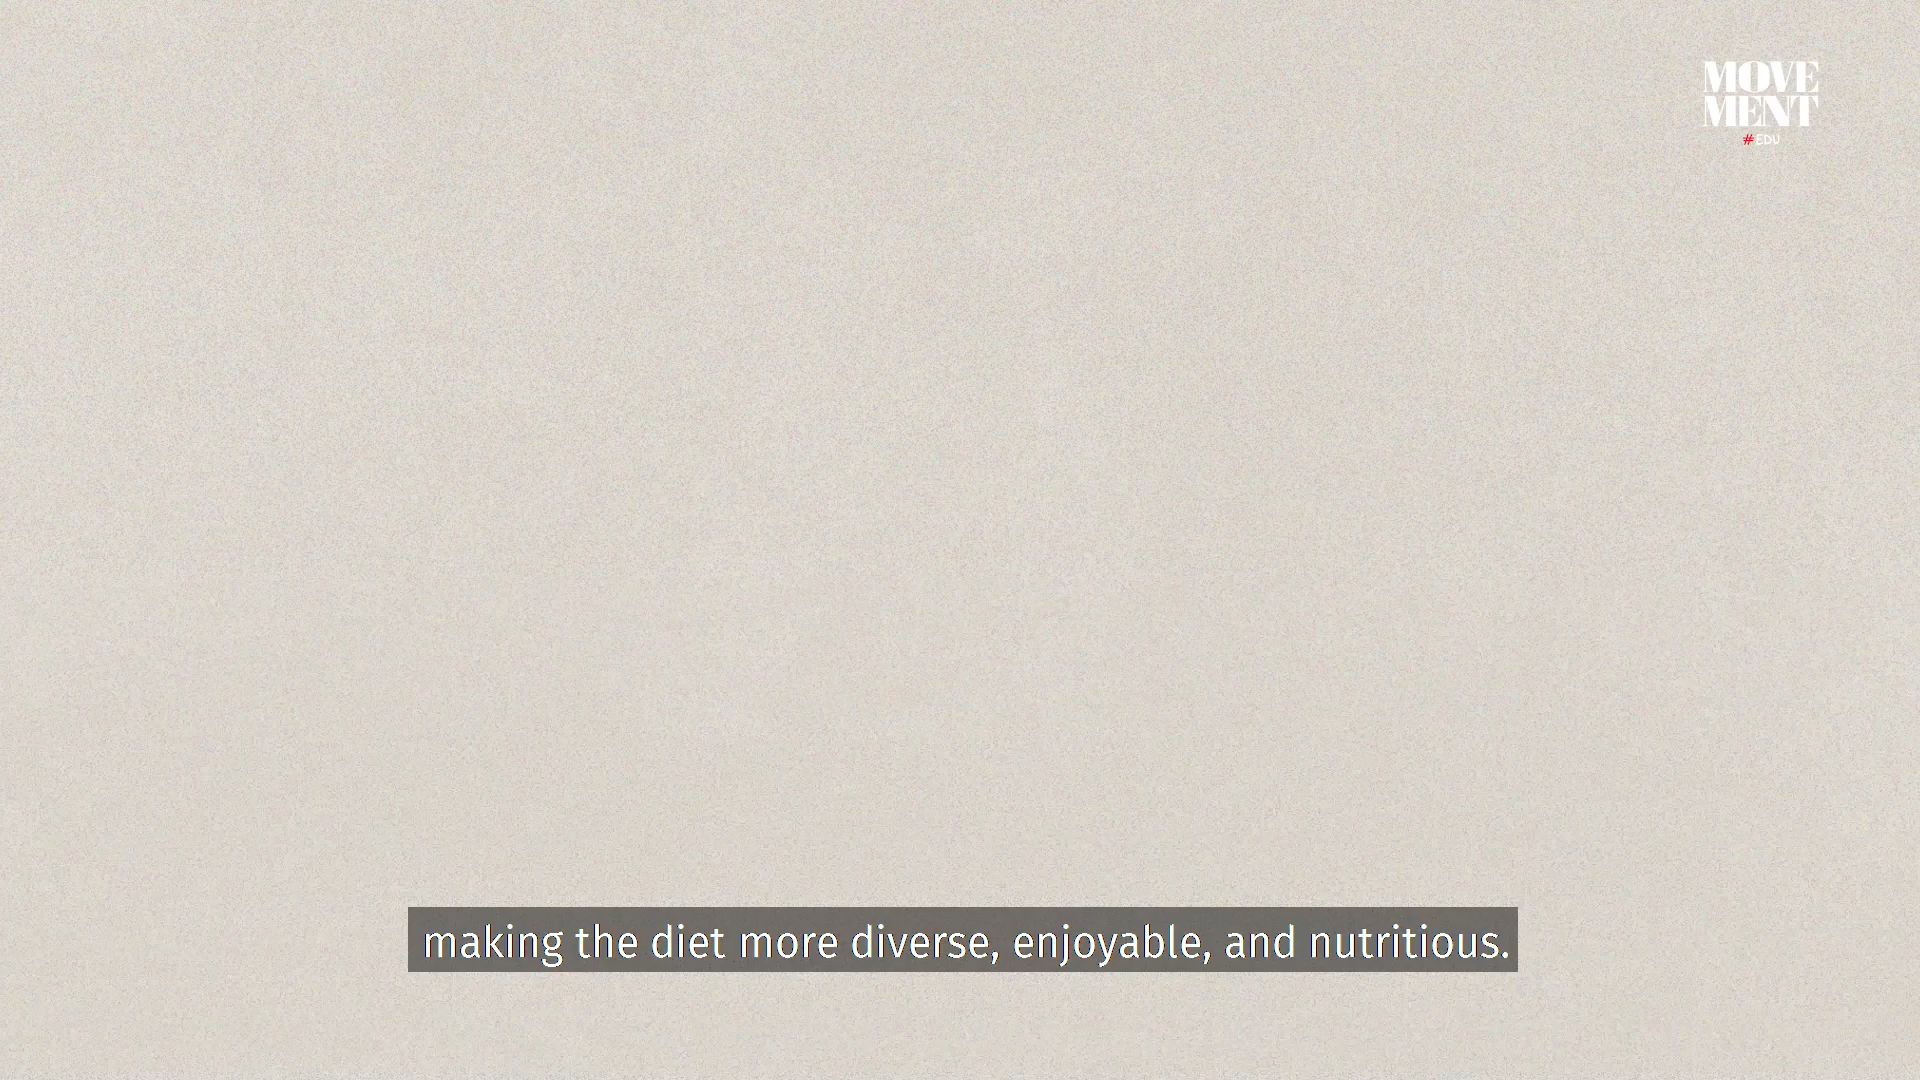 MOVE
MENT
#EDU
making the diet more diverse, enjoyable, and nutritious.